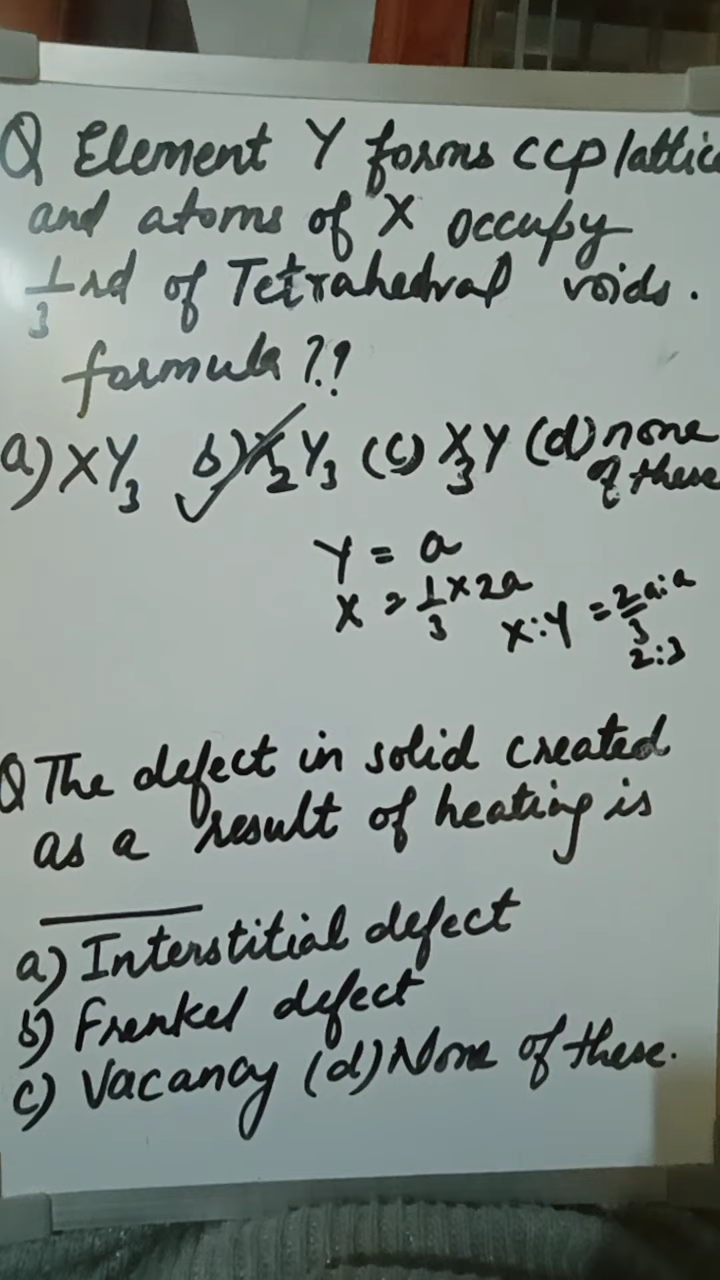 Q Element Y forms ccp lattic
and atoms of X occupy
1/3 rd of Tetrahedral voids.
formula ??
a) XY3 b) X2Y3 (c) X3Y (d) none of these
Y = a
X = 1/3 x 2a
X:Y = 2/3 a:a
2:3
Q The defect in solid created
as a result of heating is
____
a) Interstitial defect
b) Frenkel defect
c) Vacancy (d) None of these.